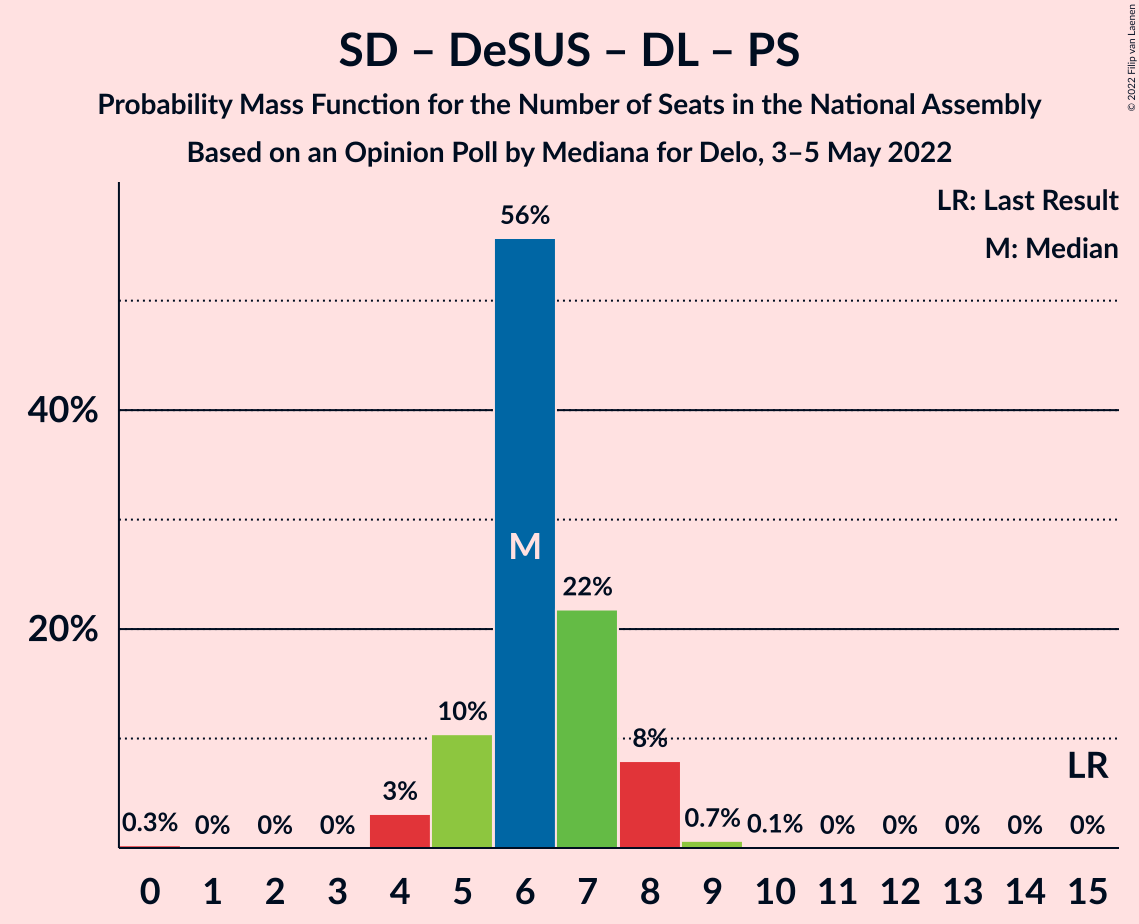 SD – DeSUS – DL – PS
Probability Mass Function for the Number of Seats in the National Assembly
Based on an Opinion Poll by Mediana for Delo, 3–5 May 2022
© 2022 Filip van Laenen
LR: Last Result
M: Median
56%
40%
M
22%
20%
10%
8%
LR
3%
0.3% 0% 0% 0% 0.7% 0.1% 0% 0% 0% 0% 0%
0 1 2 3 4 5 6 7 8 9 10 11 12 13 14 15